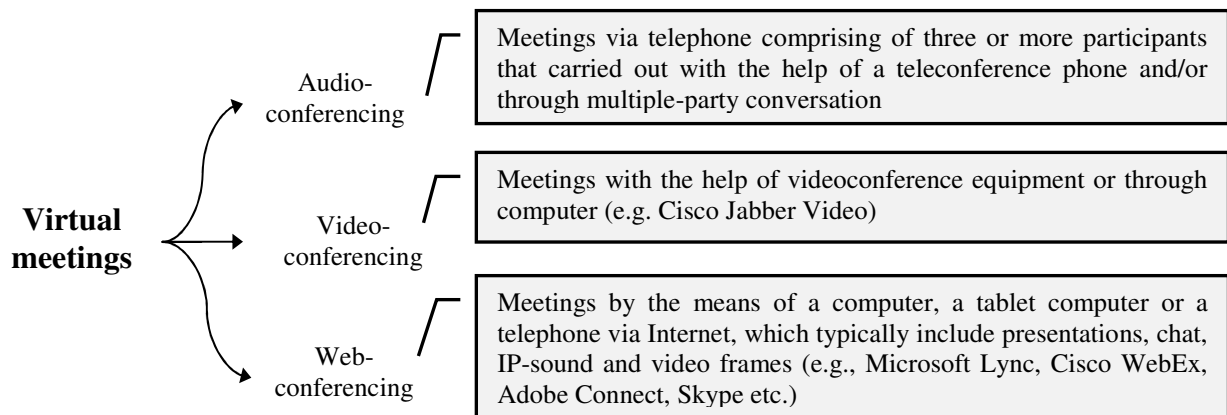 Virtual
meetings
Audio-
conferencing
Meetings via telephone comprising of three or more participants
that carried out with the help of a teleconference phone and/or
through multiple-party conversation
Video-
conferencing
Meetings with the help of videoconference equipment or through
computer (e.g. Cisco Jabber Video)
Web-
conferencing
Meetings by the means of a computer, a tablet computer or a
telephone via Internet, which typically include presentations, chat,
IP-sound and video frames (e.g., Microsoft Lync, Cisco WebEx,
Adobe Connect, Skype etc.)